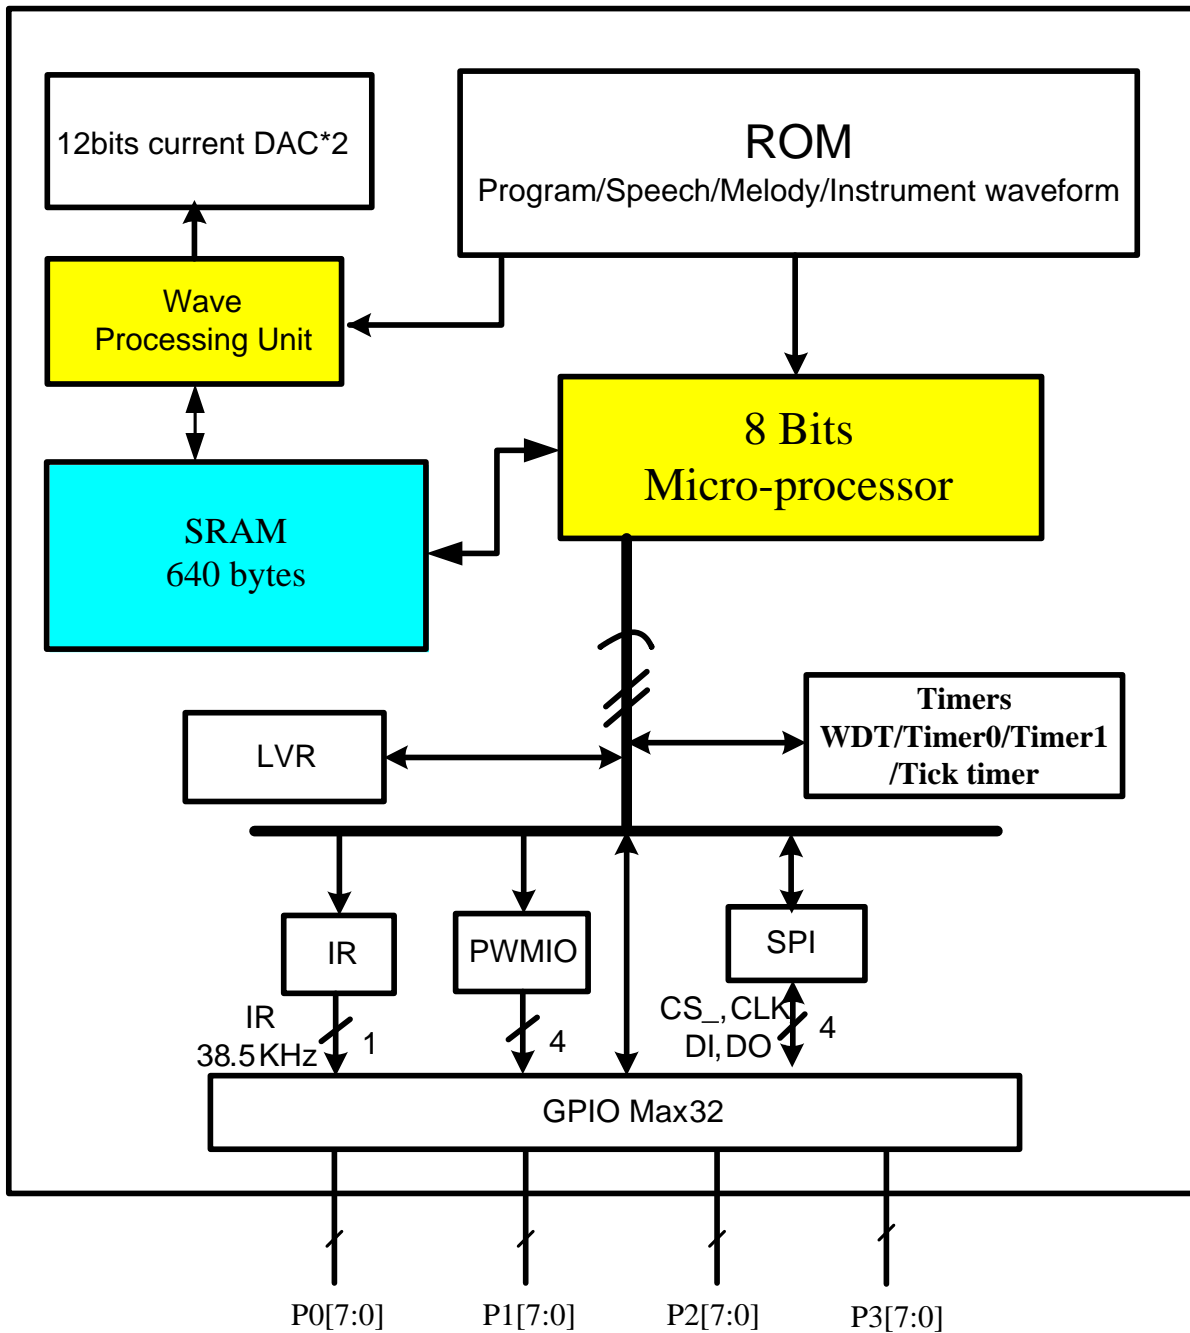 12bits current DAC*2
ROM
Program/Speech/Melody/Instrument waveform
Wave
Processing Unit
8 Bits
Micro-processor
SRAM
640 bytes
Timers
WDT/Timer0/Timer1
/Tick timer
LVR
IR
PWMIO
SPI
IR
38.5KHz
1
4
CS_,CLK
DI,DO
4
GPIO Max32
P0[7:0]
P1[7:0]
P2[7:0]
P3[7:0]